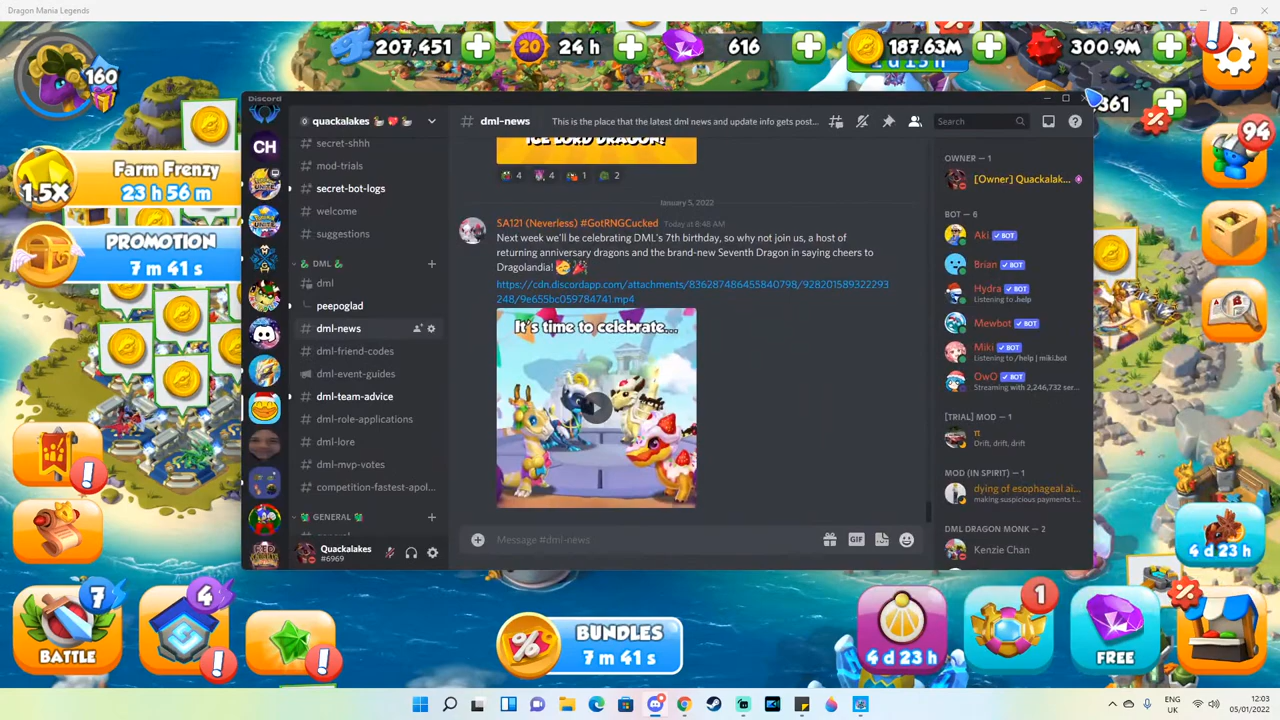 Dragon Mania Legends
207,451
20
24 h
616
187.63M
300.9M
160
361
1 d 13 h
Farm Frenzy
1.5X
23 h 56 m
PROMOTION
7 m 41 s
94
Discord
quackalakes
dml-news
This is the place that the latest dml news and update info gets post...
Search
CH
secret-shhh
mod-trials
secret-bot-logs
welcome
suggestions
DML
dml
peepoglad
dml-news
dml-friend-codes
dml-event-guides
dml-team-advice
dml-role-applications
dml-lore
dml-mvp-votes
competition-fastest-apol...
GENERAL
Quackalakes
#6969
ICE LORD DRAGON!
4
4
1
2
January 5, 2022
SA121 (Neverless) #GotRNGCucked Today at 8:48 AM
Next week we'll be celebrating DML's 7th birthday, so why not join us, a host of
returning anniversary dragons and the brand-new Seventh Dragon in saying cheers to
Dragolandia!
https://cdn.discordapp.com/attachments/836287486455840798/928201589322293
248/9e655bc059784741.mp4
It's time to celebrate...
Message #dml-news
GIF
OWNER — 1
[Owner] Quackalak...
BOT — 6
Aki BOT
Brian BOT
Hydra BOT
Listening to .help
Mewbot BOT
Miki BOT
Listening to /help | miki.bot
OwO BOT
Streaming with 2,246,732 ser...
[TRIAL] MOD — 1
π
Drift, drift, drift
MOD (IN SPIRIT) — 1
dying of esophageal ai...
making suspicious payments t...
DML DRAGON MONK — 2
Kenzie Chan
4 d 23 h
7
BATTLE
4
BUNDLES
7 m 41 s
4 d 23 h
1
FREE
ENG
UK
12:03
05/01/2022